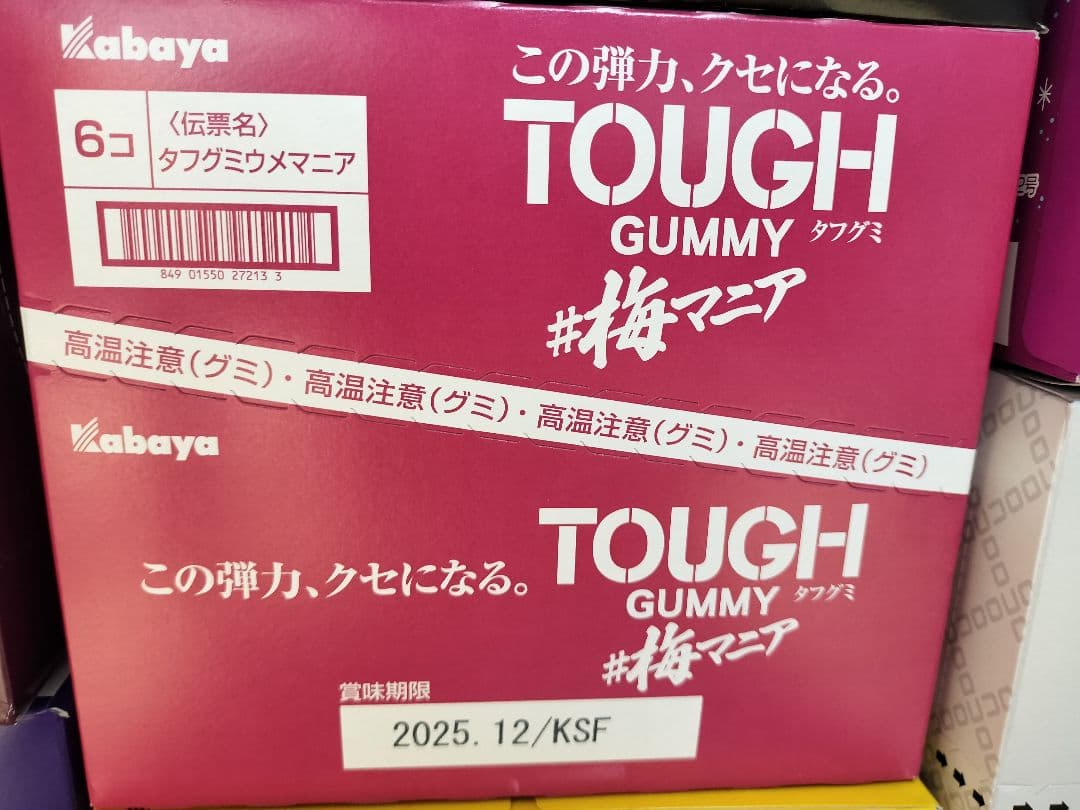 Kabaya
この弾力、クセになる。
TOUGH
GUMMY タフグミ
#梅マニア
6コ
〈伝票名〉
タフグミウメマニア
849 01550 27213 3
高温注意(グミ)・高温注意(グミ)・高温注意(グミ)・高温注意(グミ)
Kabaya
この弾力、クセになる。
TOUGH
GUMMY タフグミ
#梅マニア
賞味期限
2025.12/KSF